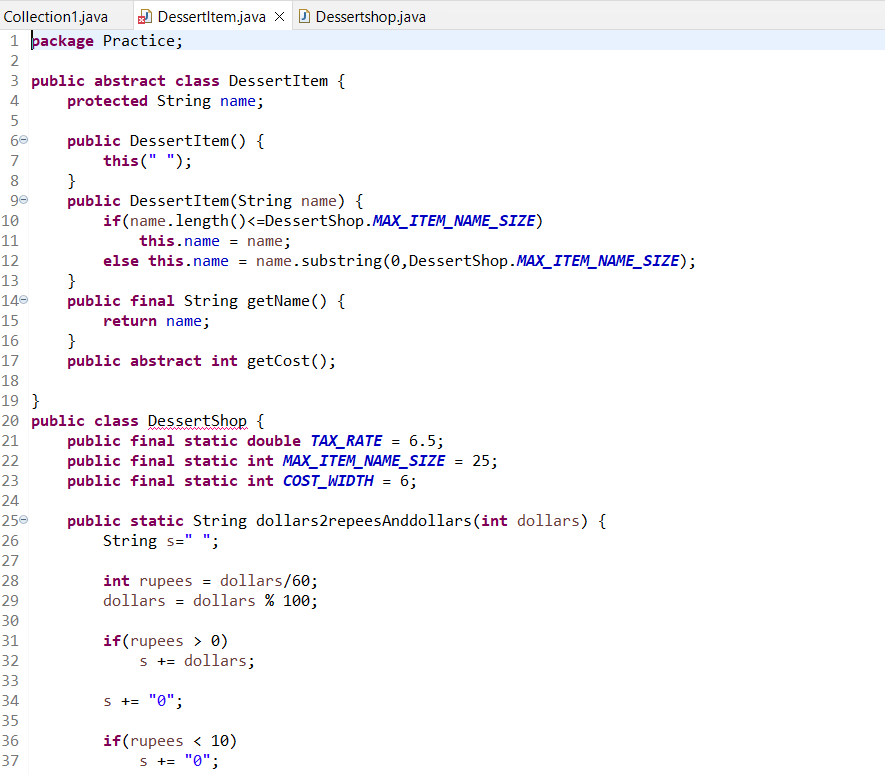 Collection1.java DessertItem.java Dessertshop.java
1 package Practice;
2
3 public abstract class DessertItem {
4 protected String name;
5
6 public DessertItem() {
7 this(" ");
8 }
9 public DessertItem(String name) {
10 if(name.length()<=DessertShop.MAX_ITEM_NAME_SIZE)
11 this.name = name;
12 else this.name = name.substring(0,DessertShop.MAX_ITEM_NAME_SIZE);
13 }
14 public final String getName() {
15 return name;
16 }
17 public abstract int getCost();
18
19 }
20 public class DessertShop {
21 public final static double TAX_RATE = 6.5;
22 public final static int MAX_ITEM_NAME_SIZE = 25;
23 public final static int COST_WIDTH = 6;
24
25 public static String dollars2repeesAnddollars(int dollars) {
26 String s=" ";
27
28 int rupees = dollars/60;
29 dollars = dollars % 100;
30
31 if(rupees > 0)
32 s += dollars;
33
34 s += "0";
35
36 if(rupees < 10)
37 s += "0";